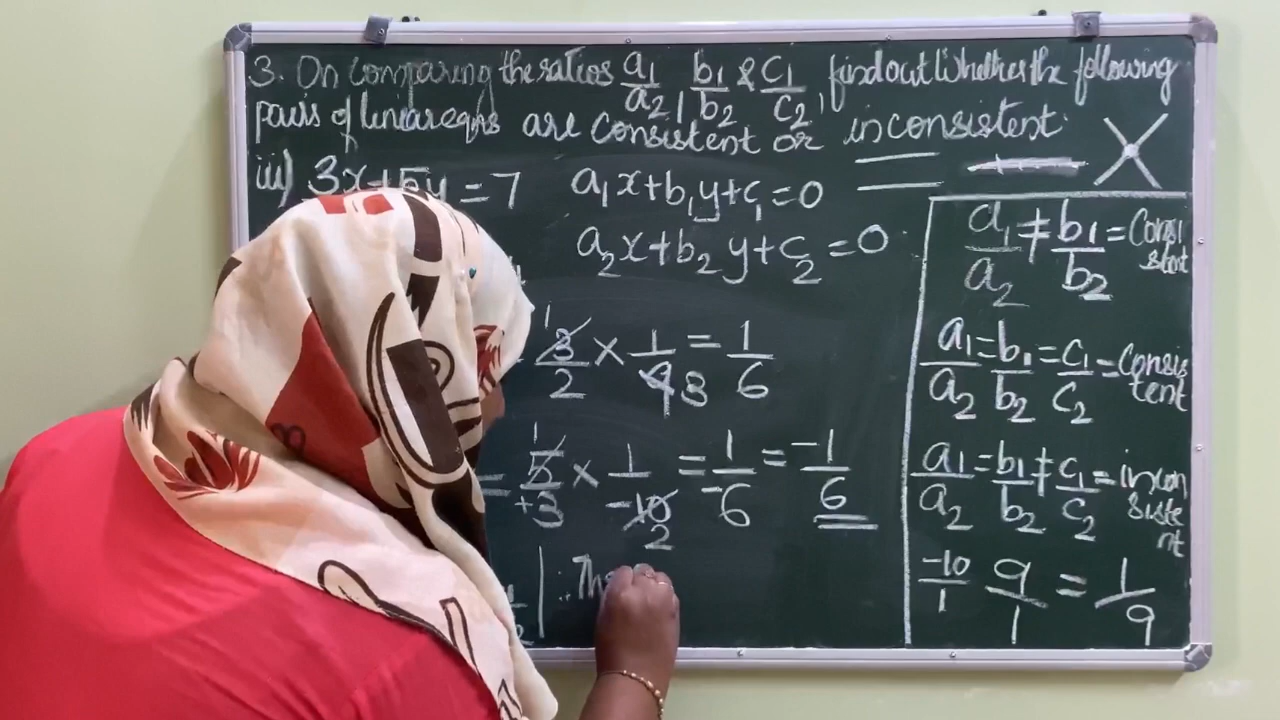 3. On comparing the ratios a₁/a₂, b₁/b₂ & c₁/c₂, find out whether the following
pairs of linear eqns are consistent or inconsistent.
iii) 3x+5y=7 a₁x+b₁y+c₁=0
a₂x+b₂y+c₂=0
3/2 × 1/9 3 = 1/6
= 5/+3 × 1/-10 2 = 1/-6 = -1/6
∴ The
a₁/a₂ ≠ b₁/b₂ = Consistent
a₁/a₂ = b₁/b₂ = c₁/c₂ = Consistent
a₁/a₂ = b₁/b₂ ≠ c₁/c₂ = inconsistent
-10/1 9/1 = 1/9